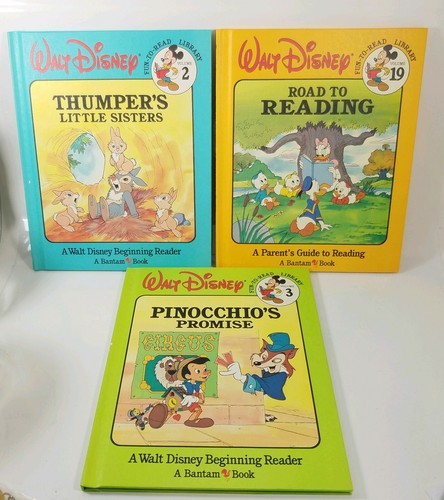 WALT DISNEY
FUN-TO-READ LIBRARY
VOLUME
2
THUMPER'S
LITTLE SISTERS
A Walt Disney Beginning Reader
A Bantam Book
WALT DISNEY
FUN-TO-READ LIBRARY
VOLUME
19
ROAD TO
READING
A Parent's Guide to Reading
A Bantam Book
WALT DISNEY
FUN-TO-READ LIBRARY
VOLUME
3
PINOCCHIO'S
PROMISE
CIRCUS
A Walt Disney Beginning Reader
A Bantam Book